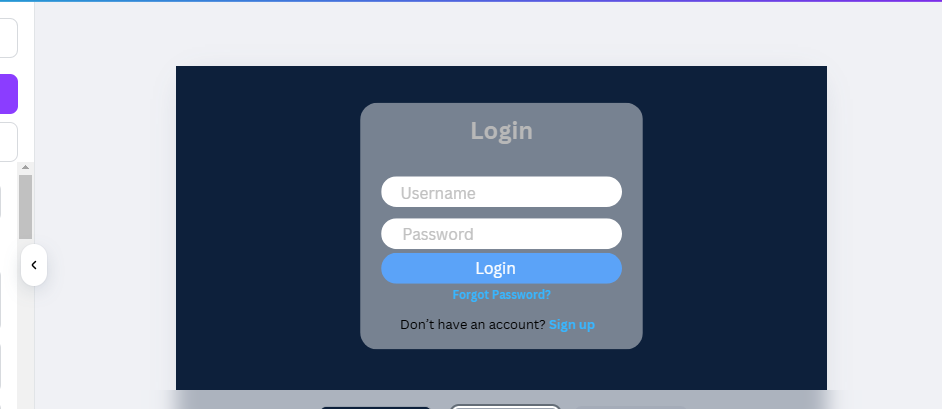 Login
Username
Password
Login
Forgot Password?
Don't have an account? Sign up